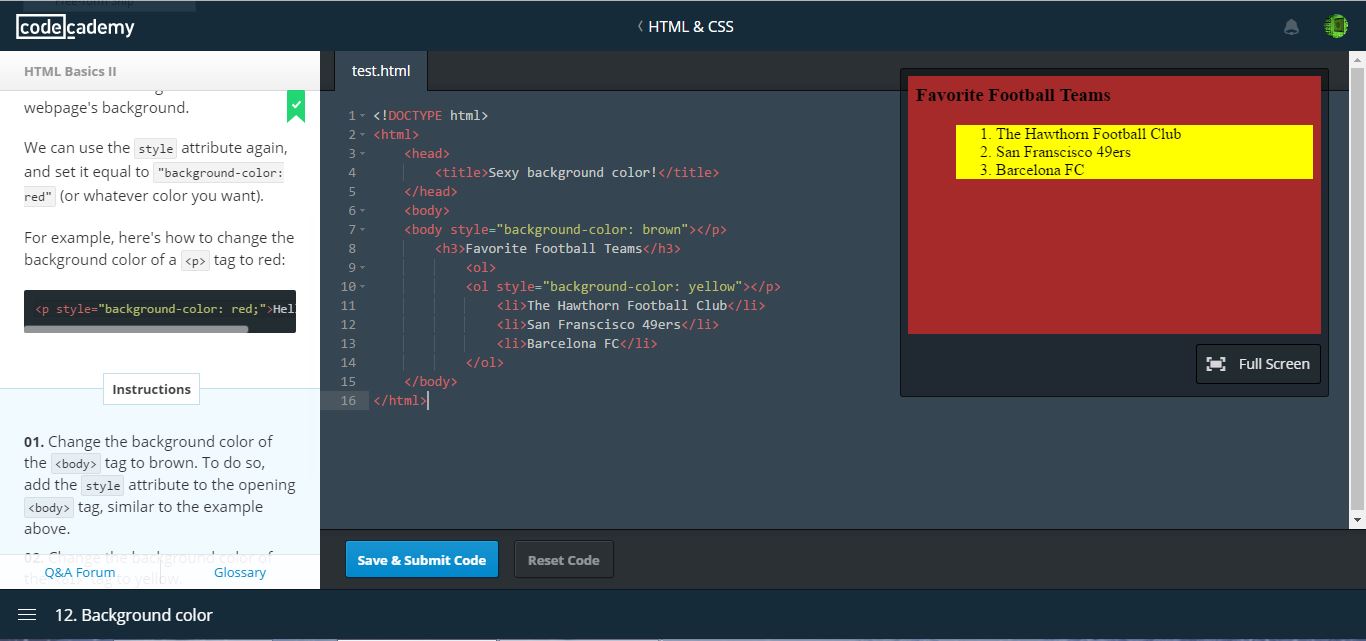 Free-form Ship
codecademy
HTML & CSS
HTML Basics II
webpage's background.
We can use the style attribute again,
and set it equal to "background-color:
red" (or whatever color you want).
For example, here's how to change the
background color of a <p> tag to red:
<p style="background-color: red;">Hel
Instructions
01. Change the background color of
the <body> tag to brown. To do so,
add the style attribute to the opening
<body> tag, similar to the example
above.
02. Change the background color of
tag to yellow.
Q&A Forum
Glossary
test.html
1 <!DOCTYPE html>
2 <html>
3 <head>
4 <title>Sexy background color!</title>
5 </head>
6 <body>
7 <body style="background-color: brown"></p>
8 <h3>Favorite Football Teams</h3>
9 <ol>
10 <ol style="background-color: yellow"></p>
11 <li>The Hawthorn Football Club</li>
12 <li>San Franscisco 49ers</li>
13 <li>Barcelona FC</li>
14 </ol>
15 </body>
16 </html>
Favorite Football Teams
1. The Hawthorn Football Club
2. San Franscisco 49ers
3. Barcelona FC
Full Screen
Save & Submit Code
Reset Code
12. Background color